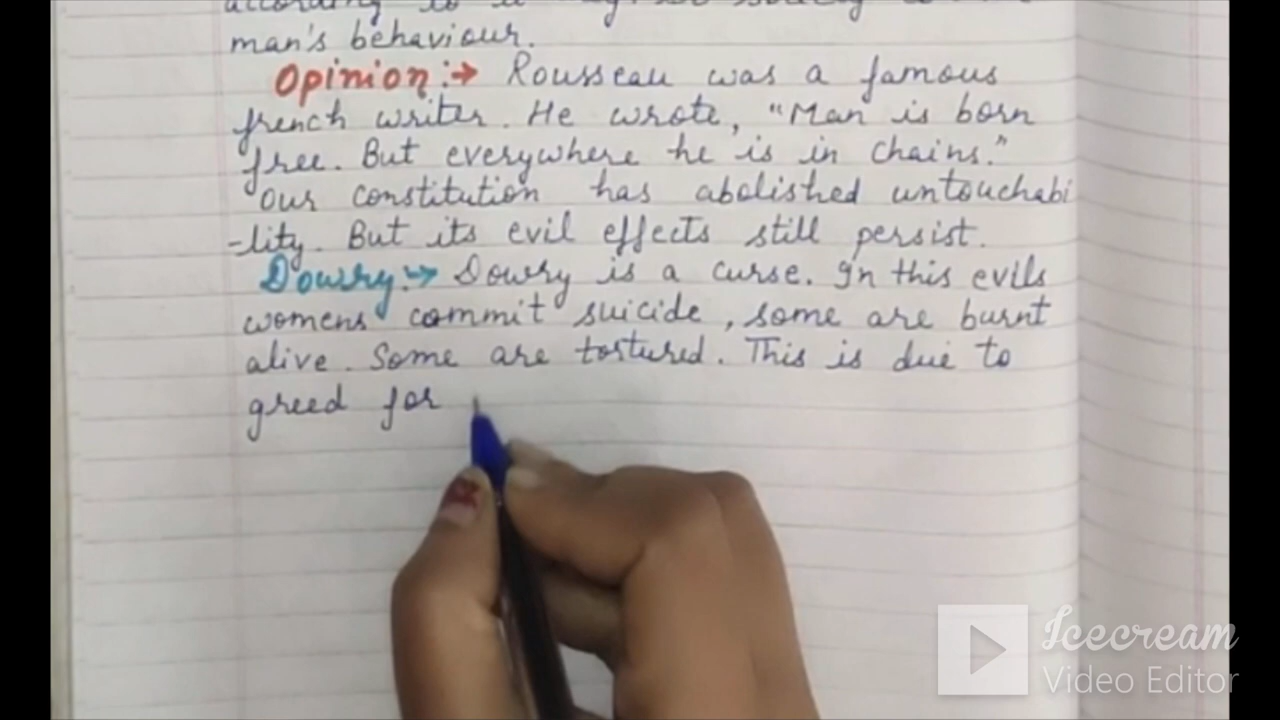 according to it
man's behaviour.
Opinion:→ Rousseau was a famous
french writer. He wrote, "Man is born
free. But everywhere he is in chains."
Our constitution has abolished untouchabi
-lity. But its evil effects still persist.
Dowry:→ Dowry is a curse. In this evils
womens commit suicide, some are burnt
alive. Some are tortured. This is due to
greed for
Icecream
Video Editor